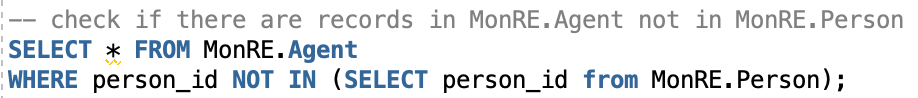 -- check if there are records in MonRE.Agent not in MonRE.Person
SELECT * FROM MonRE.Agent
WHERE person_id NOT IN (SELECT person_id from MonRE.Person);